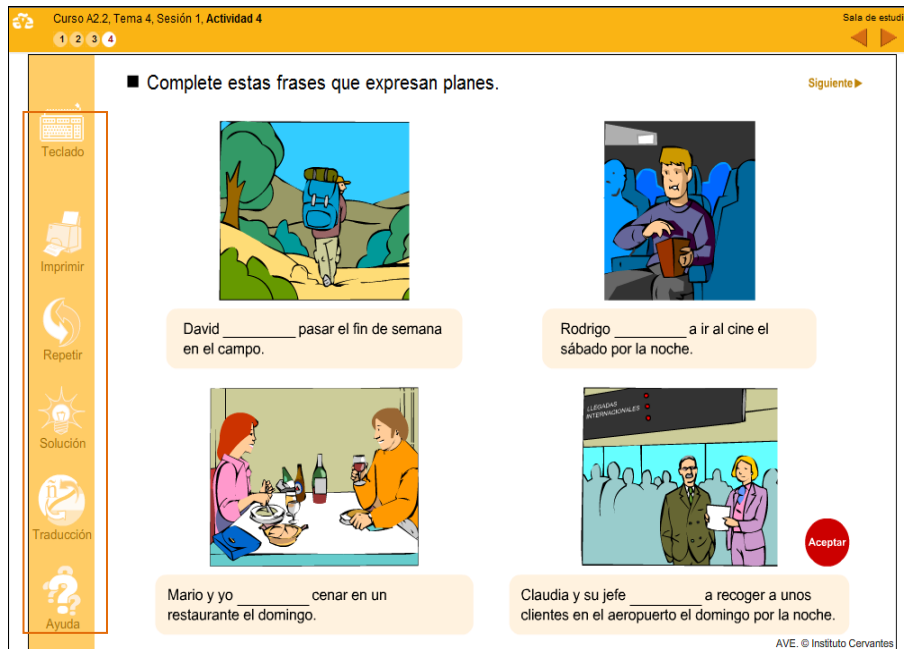 Curso A2.2, Tema 4, Sesión 1, Actividad 4
Sala de estudi
1 2 3 4
Complete estas frases que expresan planes.
Siguiente
Teclado
Imprimir
Repetir
Solución
ñ
Traducción
???
Ayuda
David_________ pasar el fin de semana
en el campo.
Rodrigo _________ a ir al cine el
sábado por la noche.
LLEGADAS
INTERNACIONALES
Aceptar
Mario y yo _________ cenar en un
restaurante el domingo.
Claudia y su jefe _________ a recoger a unos
clientes en el aeropuerto el domingo por la noche.
AVE. © Instituto Cervantes